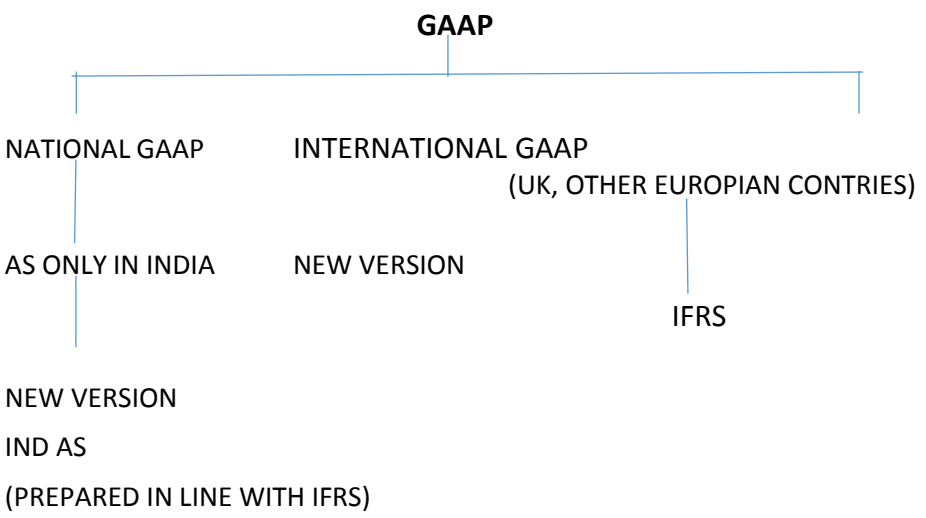 GAAP
NATIONAL GAAP INTERNATIONAL GAAP
(UK, OTHER EUROPIAN CONTRIES)
AS ONLY IN INDIA NEW VERSION
IFRS
NEW VERSION
IND AS
(PREPARED IN LINE WITH IFRS)